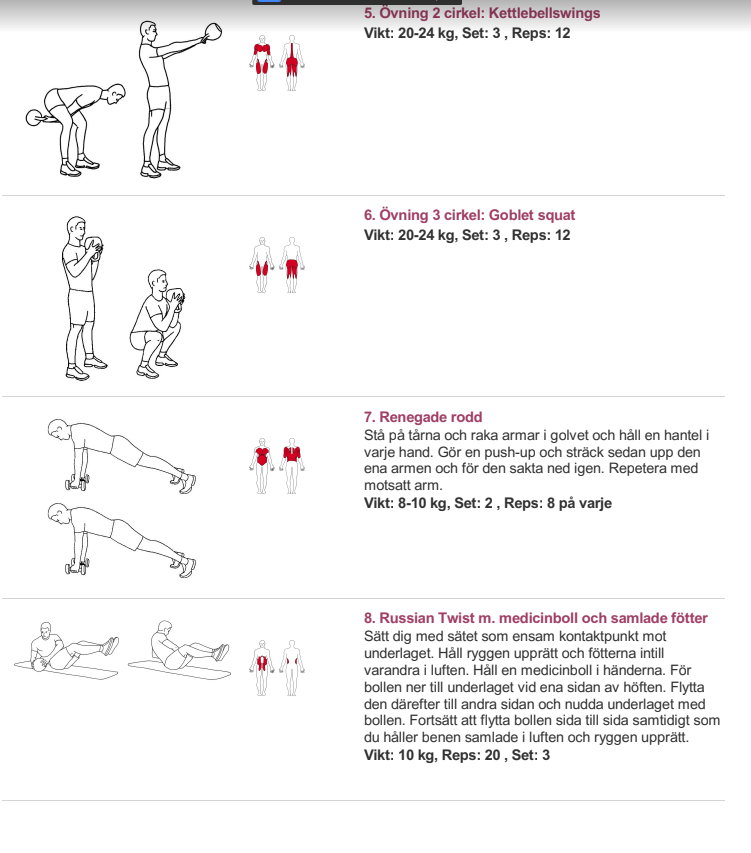 5. Övning 2 cirkel: Kettlebellswings
Vikt: 20-24 kg, Set: 3 , Reps: 12
6. Övning 3 cirkel: Goblet squat
Vikt: 20-24 kg, Set: 3 , Reps: 12
7. Renegade rodd
Stå på tårna och raka armar i golvet och håll en hantel i
varje hand. Gör en push-up och sträck sedan upp den
ena armen och för den sakta ned igen. Repetera med
motsatt arm.
Vikt: 8-10 kg, Set: 2 , Reps: 8 på varje
8. Russian Twist m. medicinboll och samlade fötter
Sätt dig med sätet som ensam kontaktpunkt mot
underlaget. Håll ryggen upprätt och fötterna intill
varandra i luften. Håll en medicinboll i händerna. För
bollen ner till underlaget vid ena sidan av höften. Flytta
den därefter till andra sidan och nudda underlaget med
bollen. Fortsätt att flytta bollen sida till sida samtidigt som
du håller benen samlade i luften och ryggen upprätt.
Vikt: 10 kg, Reps: 20 , Set: 3